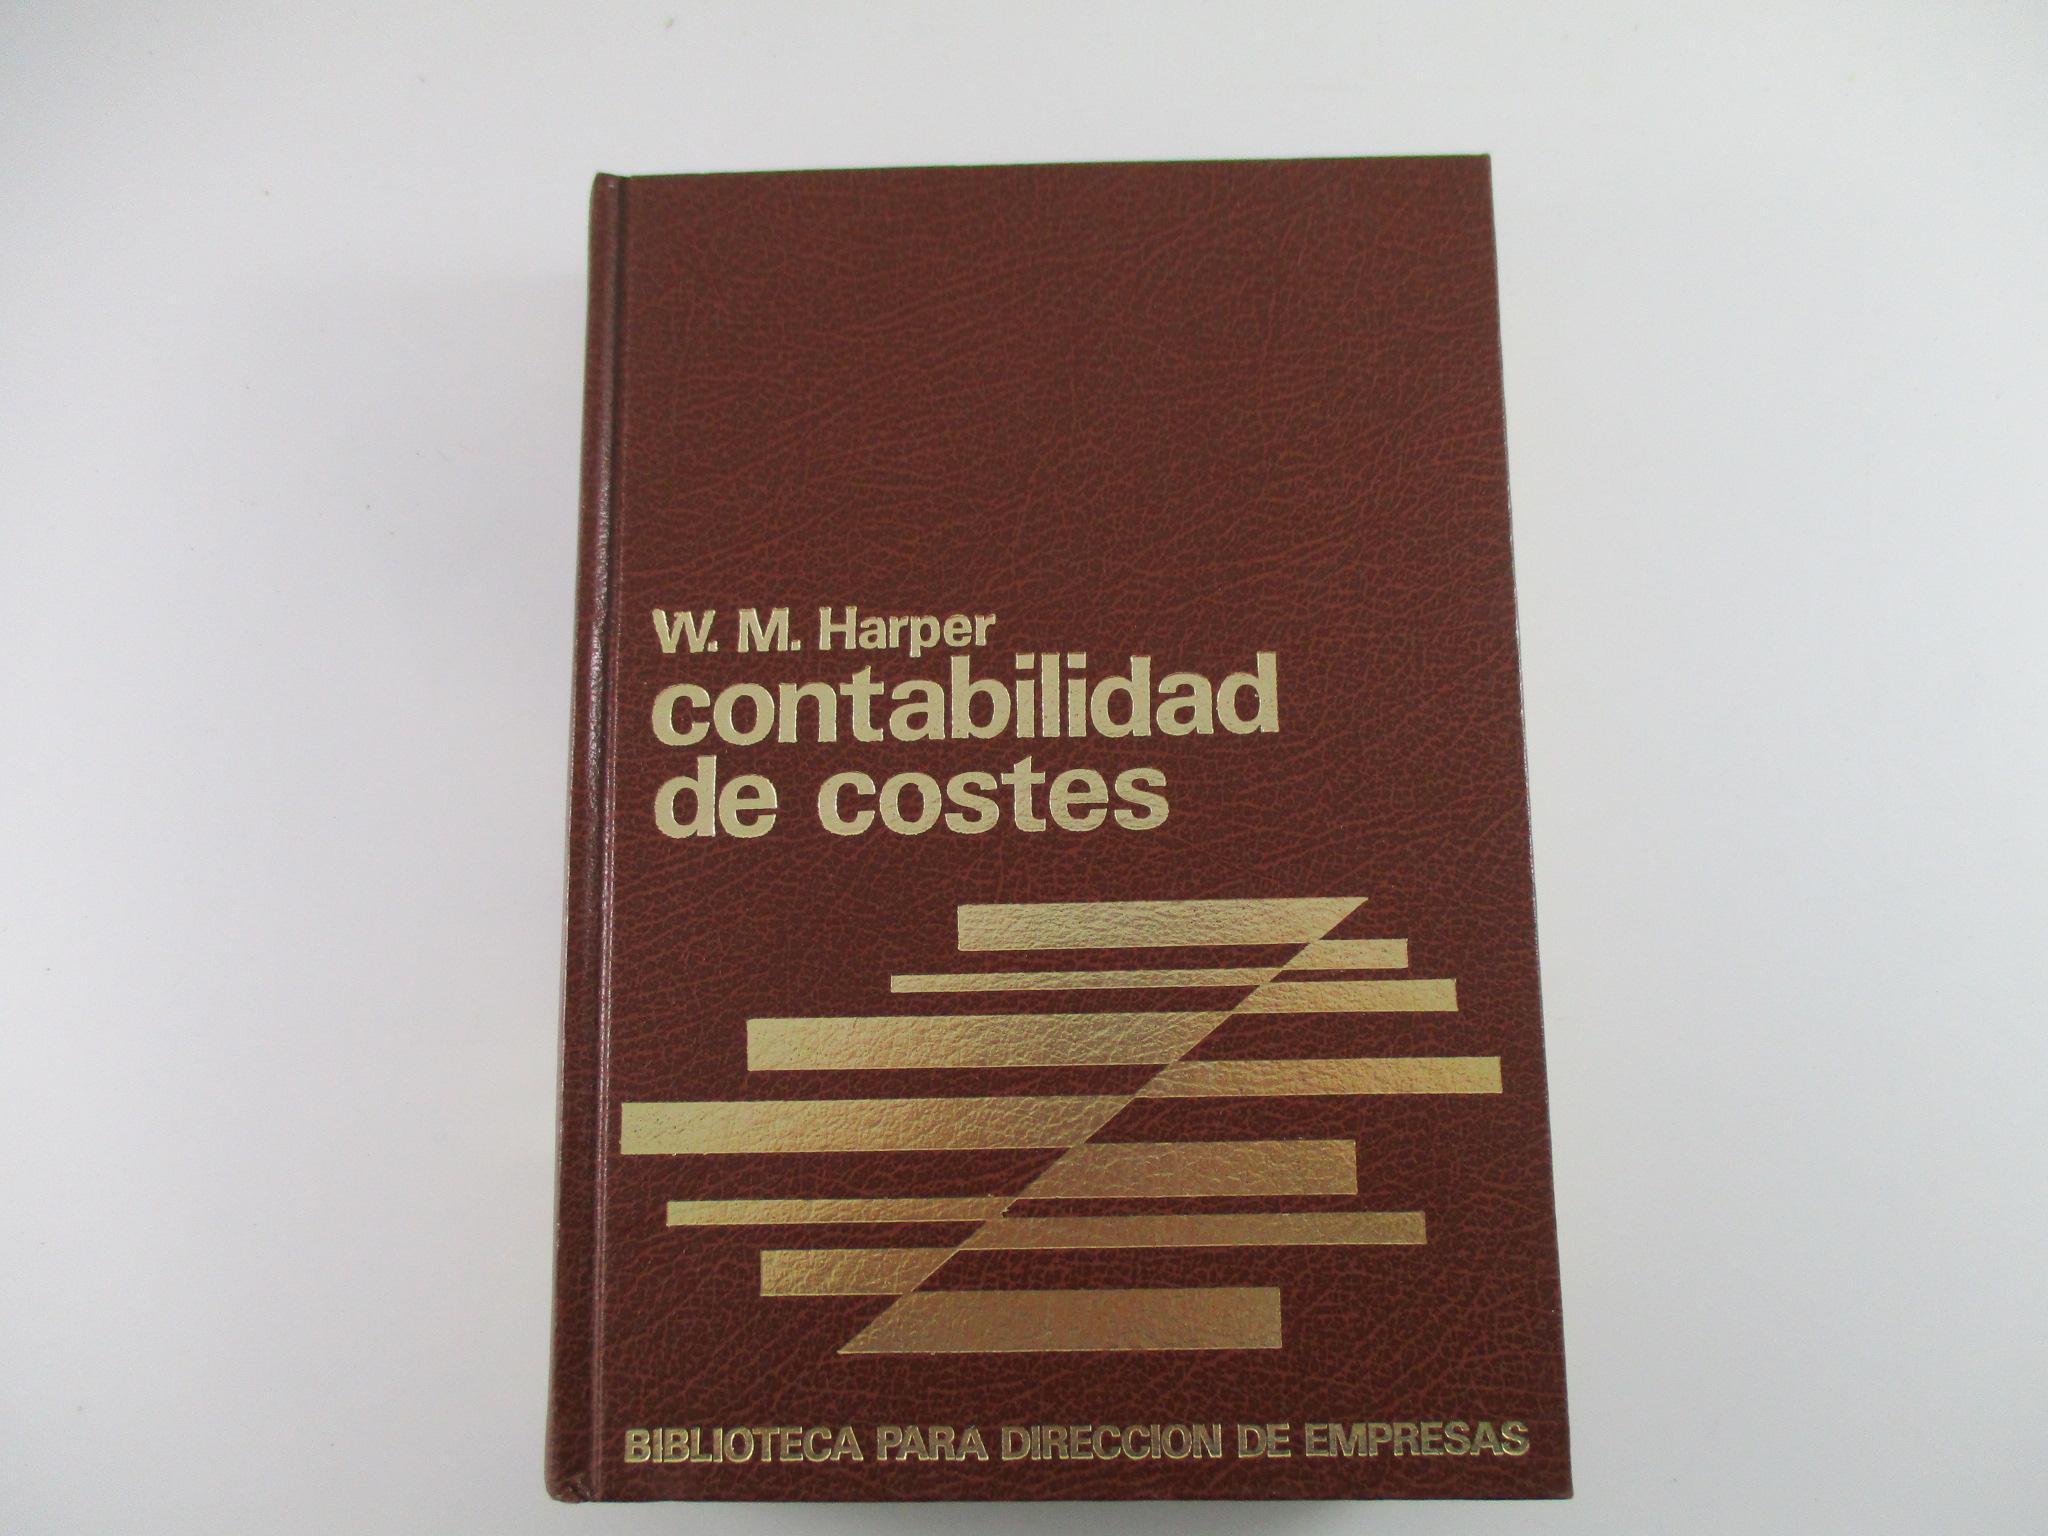 W. M. Harper
contabilidad
de costes
BIBLIOTECA PARA DIRECCION DE EMPRESAS